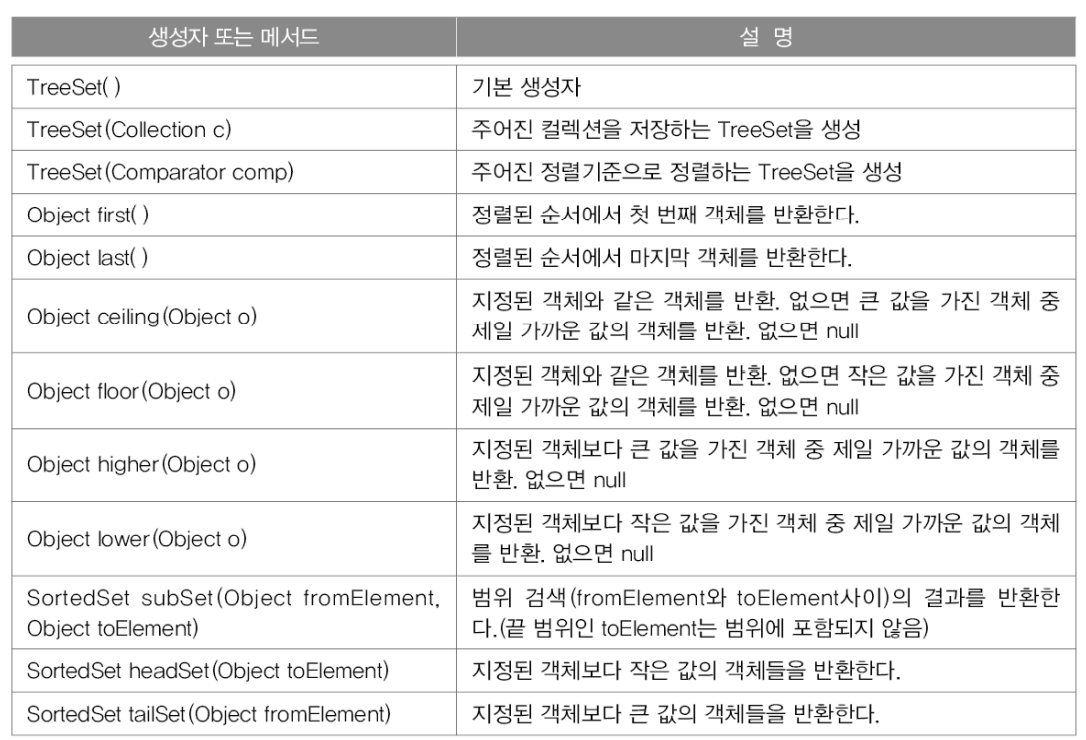 생성자 또는 메서드 설 명
TreeSet( ) 기본 생성자
TreeSet(Collection c) 주어진 컬렉션을 저장하는 TreeSet을 생성
TreeSet(Comparator comp) 주어진 정렬기준으로 정렬하는 TreeSet을 생성
Object first( ) 정렬된 순서에서 첫 번째 객체를 반환한다.
Object last( ) 정렬된 순서에서 마지막 객체를 반환한다.
Object ceiling(Object o) 지정된 객체와 같은 객체를 반환. 없으면 큰 값을 가진 객체 중
제일 가까운 값의 객체를 반환. 없으면 null
Object floor(Object o) 지정된 객체와 같은 객체를 반환. 없으면 작은 값을 가진 객체 중
제일 가까운 값의 객체를 반환. 없으면 null
Object higher(Object o) 지정된 객체보다 큰 값을 가진 객체 중 제일 가까운 값의 객체를
반환. 없으면 null
Object lower(Object o) 지정된 객체보다 작은 값을 가진 객체 중 제일 가까운 값의 객체
를 반환. 없으면 null
SortedSet subSet(Object fromElement, 범위 검색(fromElement와 toElement사이)의 결과를 반환한
Object toElement) 다.(끝 범위인 toElement는 범위에 포함되지 않음)
SortedSet headSet(Object toElement) 지정된 객체보다 작은 값의 객체들을 반환한다.
SortedSet tailSet(Object fromElement) 지정된 객체보다 큰 값의 객체들을 반환한다.